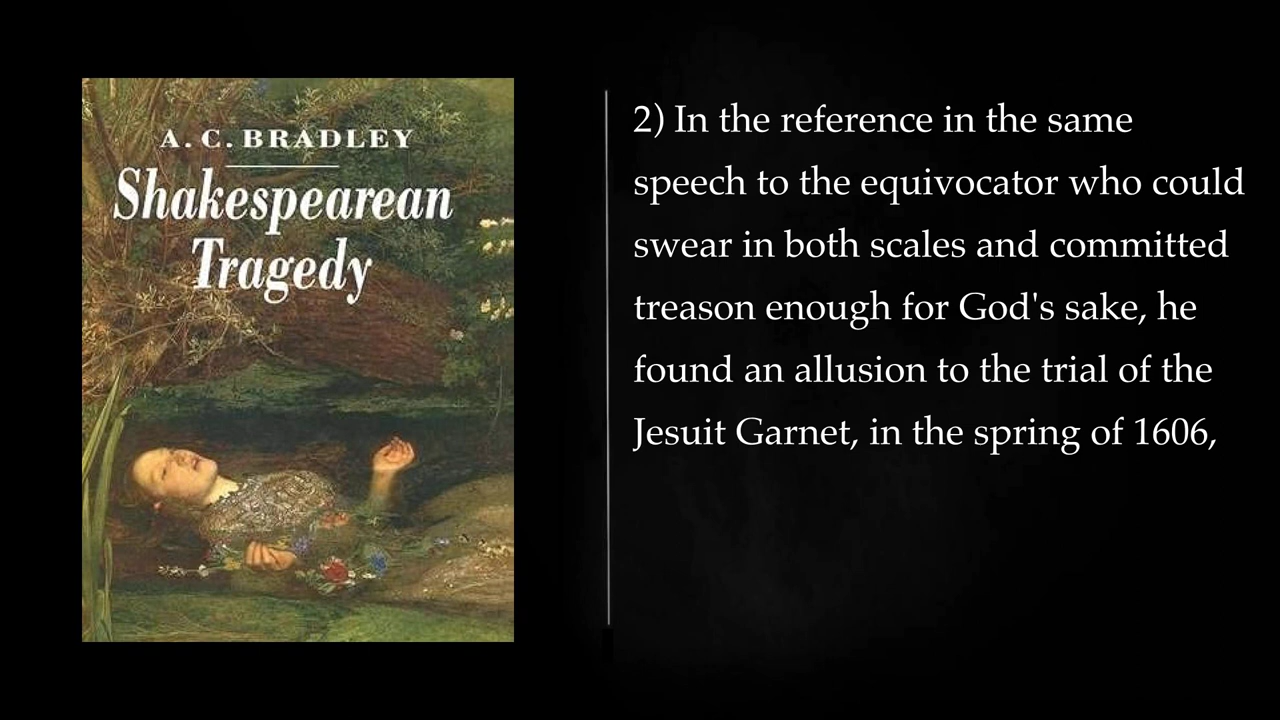 A. C. BRADLEY
Shakespearean
Tragedy
2) In the reference in the same
speech to the equivocator who could
swear in both scales and committed
treason enough for God's sake, he
found an allusion to the trial of the
Jesuit Garnet, in the spring of 1606,